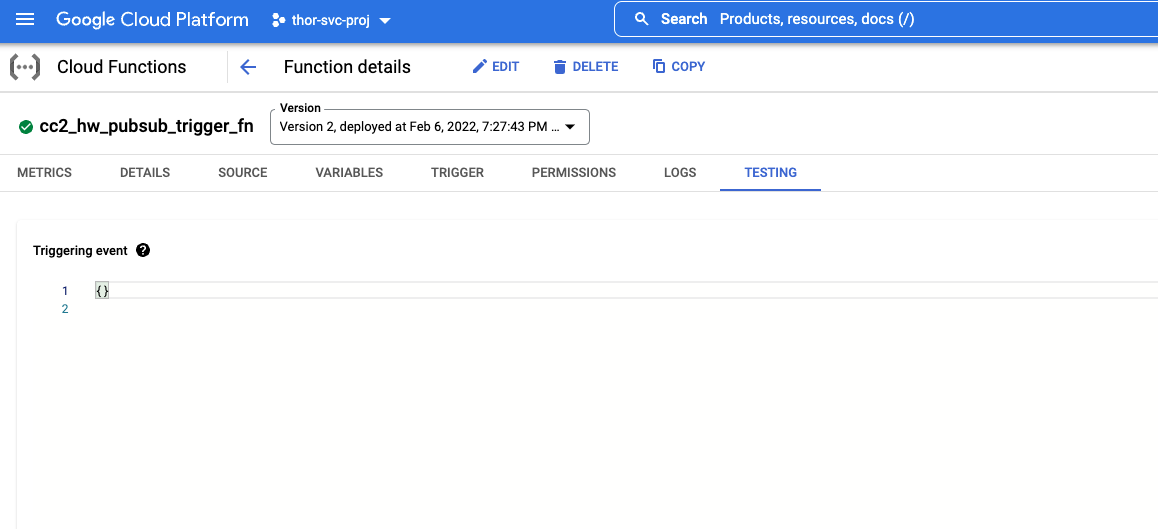 Google Cloud Platform thor-svc-proj Search Products, resources, docs (/)
Cloud Functions Function details EDIT DELETE COPY
cc2_hw_pubsub_trigger_fn Version
Version 2, deployed at Feb 6, 2022, 7:27:43 PM ...
METRICS DETAILS SOURCE VARIABLES TRIGGER PERMISSIONS LOGS TESTING
Triggering event ?
1 {}
2